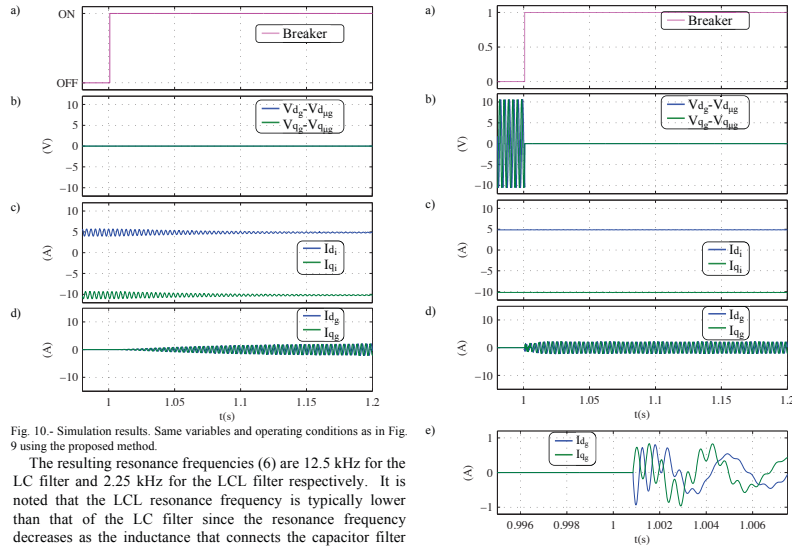 a)
ON
OFF
Breaker
b)
10
5
0
-5
-10
(V)
Vdg-Vdμg
Vqg-Vqμg
c)
10
5
0
-5
-10
(A)
Idi
Iqi
d)
10
0
-10
(A)
Idg
Iqg
1
1.05
1.1
1.15
1.2
t(s)
Fig. 10.- Simulation results. Same variables and operating conditions as in Fig.
9 using the proposed method.
The resulting resonance frequencies (6) are 12.5 kHz for the
LC filter and 2.25 kHz for the LCL filter respectively. It is
noted that the LCL resonance frequency is typically lower
than that of the LC filter since the resonance frequency
decreases as the inductance that connects the capacitor filter
a)
1
0.5
0
Breaker
b)
10
5
0
-5
-10
(V)
Vdg-Vdμg
Vqg-Vqμg
c)
10
5
0
-5
-10
(A)
Idi
Iqi
d)
10
0
-10
(A)
Idg
Iqg
1
1.05
1.1
1.15
1.2
t(s)
e)
1
0
-1
(A)
Idg
Iqg
0.996
0.998
1
1.002
1.004
1.006
t(s)